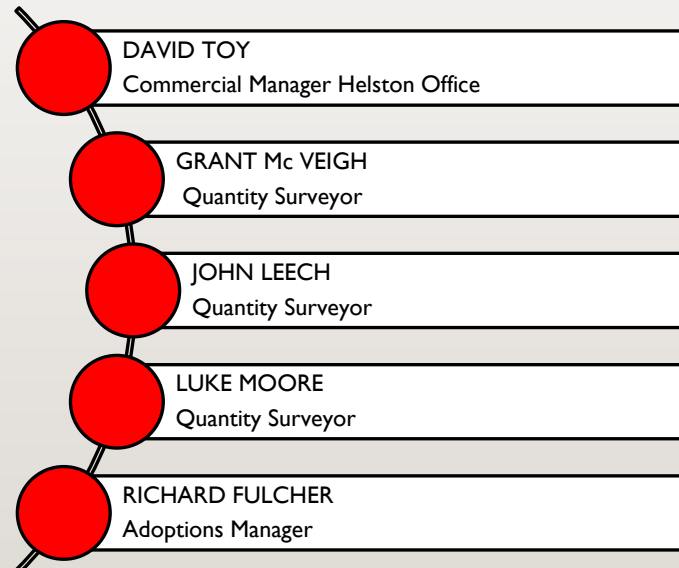 DAVID TOY
Commercial Manager Helston Office
GRANT Mc VEIGH
Quantity Surveyor
JOHN LEECH
Quantity Surveyor
LUKE MOORE
Quantity Surveyor
RICHARD FULCHER
Adoptions Manager